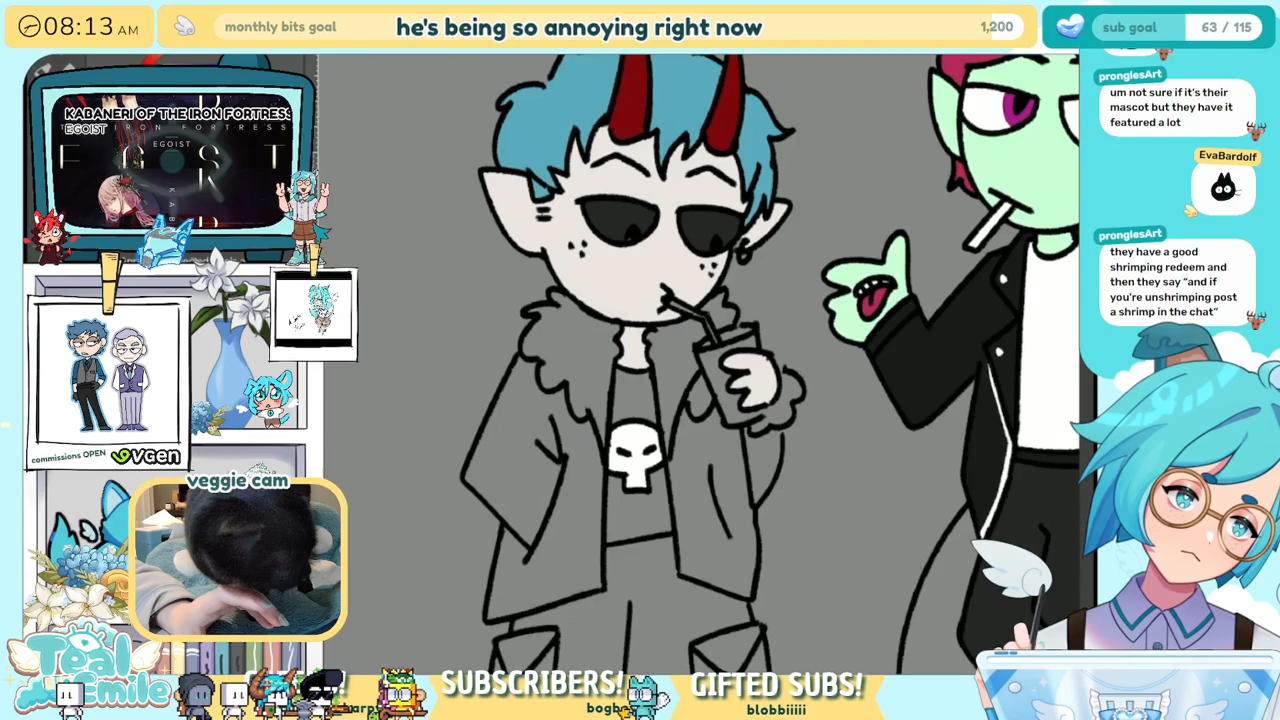 08:13 AM
monthly bits goal
he's being so annoying right now
1,200
sub goal
63 / 115
KABANERI OF THE IRON FORTRESS
EGOIST
IRON FORTRESS
EGOIST
commissions OPEN
VGEN
veggie cam
pronglesArt
um not sure if it's their
mascot but they have it
featured a lot
EvaBardolf
pronglesArt
they have a good
shrimping redeem and
then they say "and if
you're unshrimping post
a shrimp in the chat"
Teal
Emile
SUBSCRIBERS!
GIFTED SUBS!
blobbiiiii